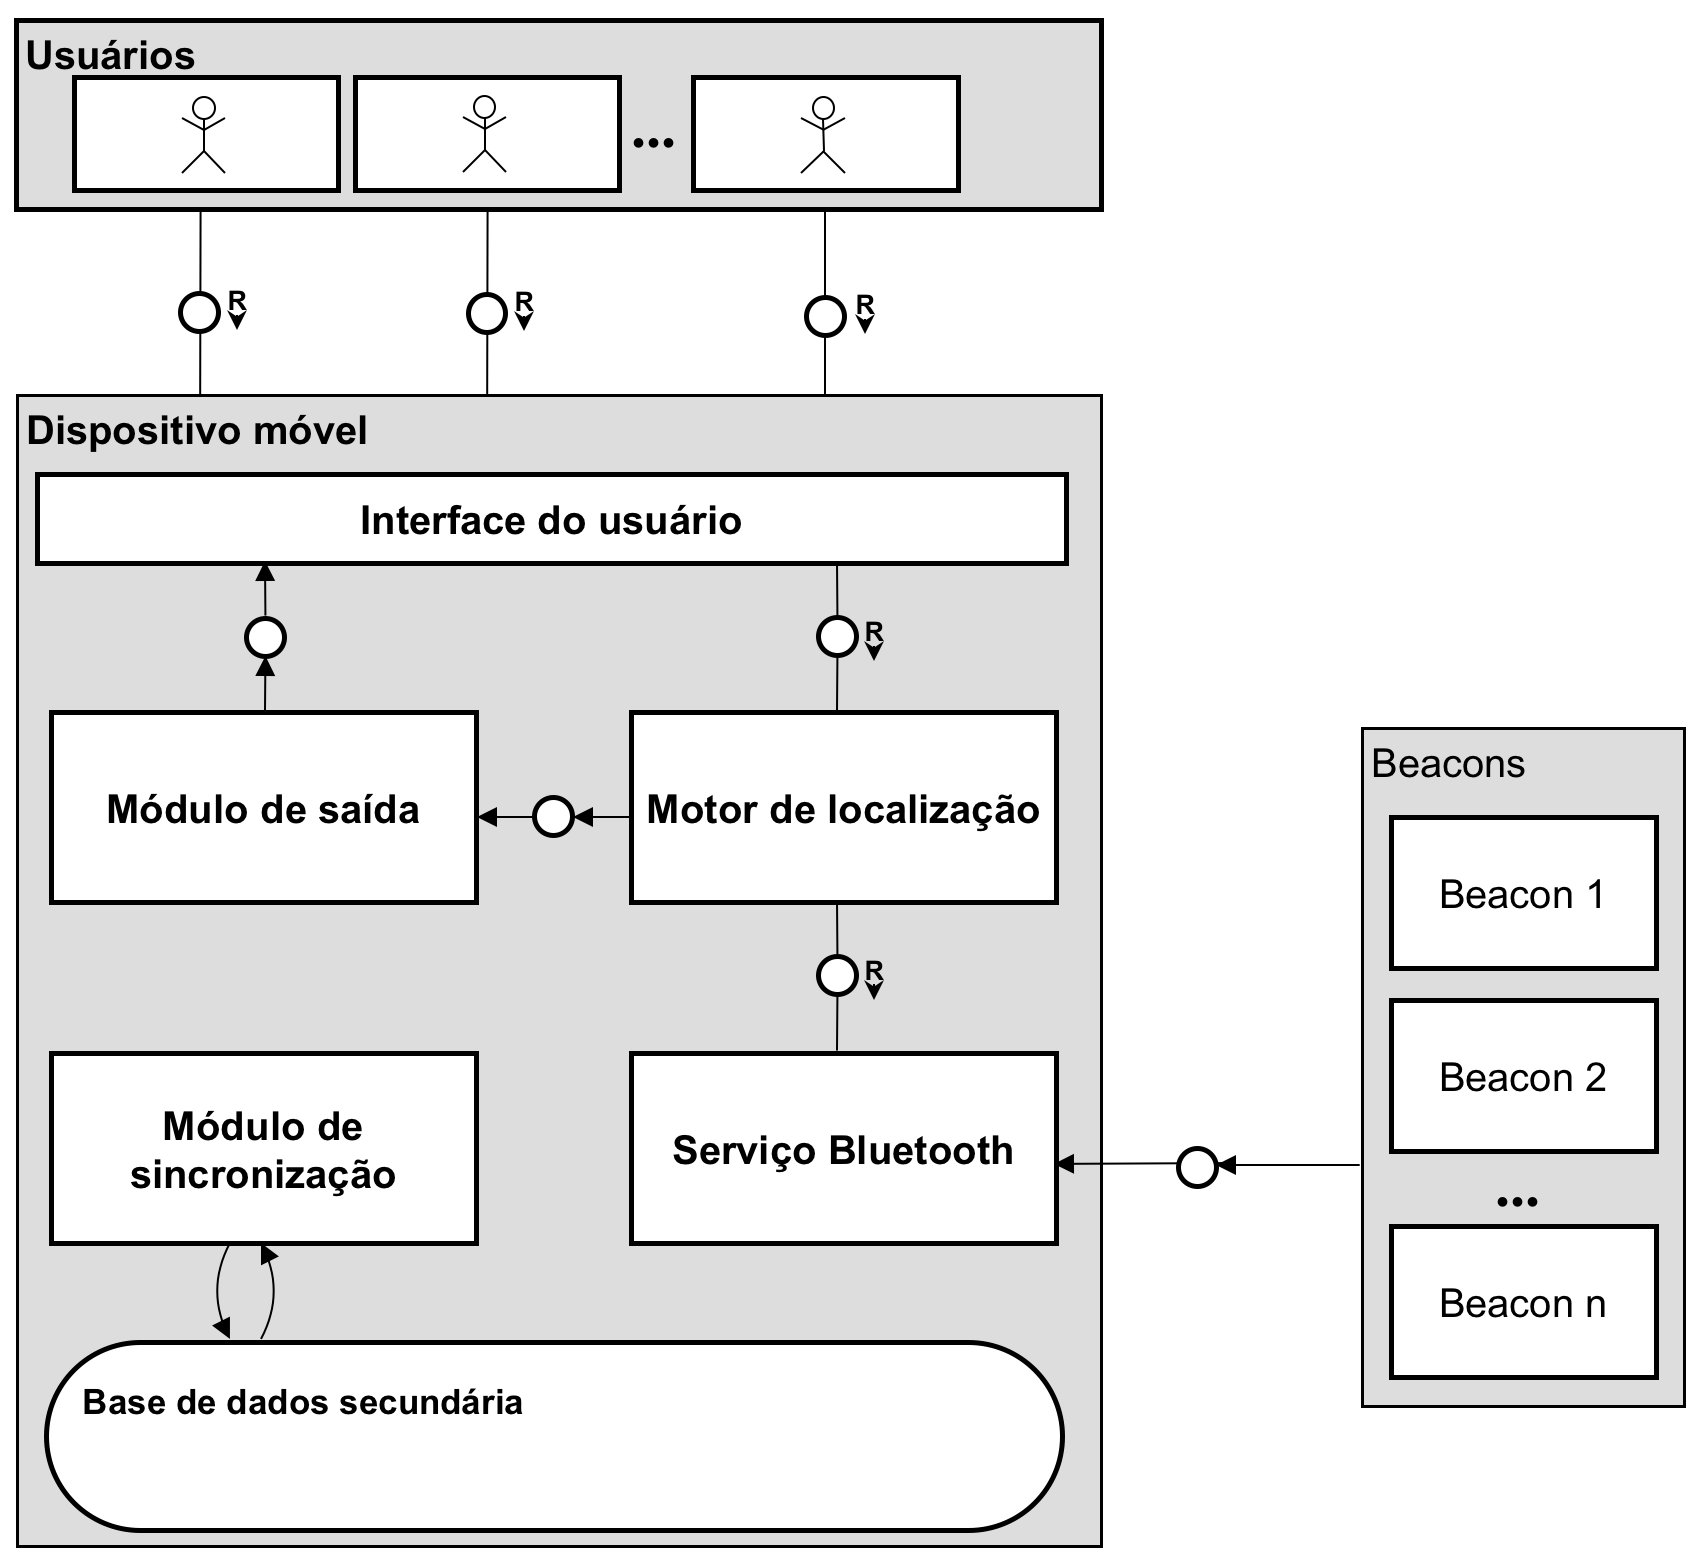 Usuários
...
R
R
R
Dispositivo móvel
Interface do usuário
R
Módulo de saída
Motor de localização
R
Módulo de
sincronização
Serviço Bluetooth
Base de dados secundária
Beacons
Beacon 1
Beacon 2
...
Beacon n